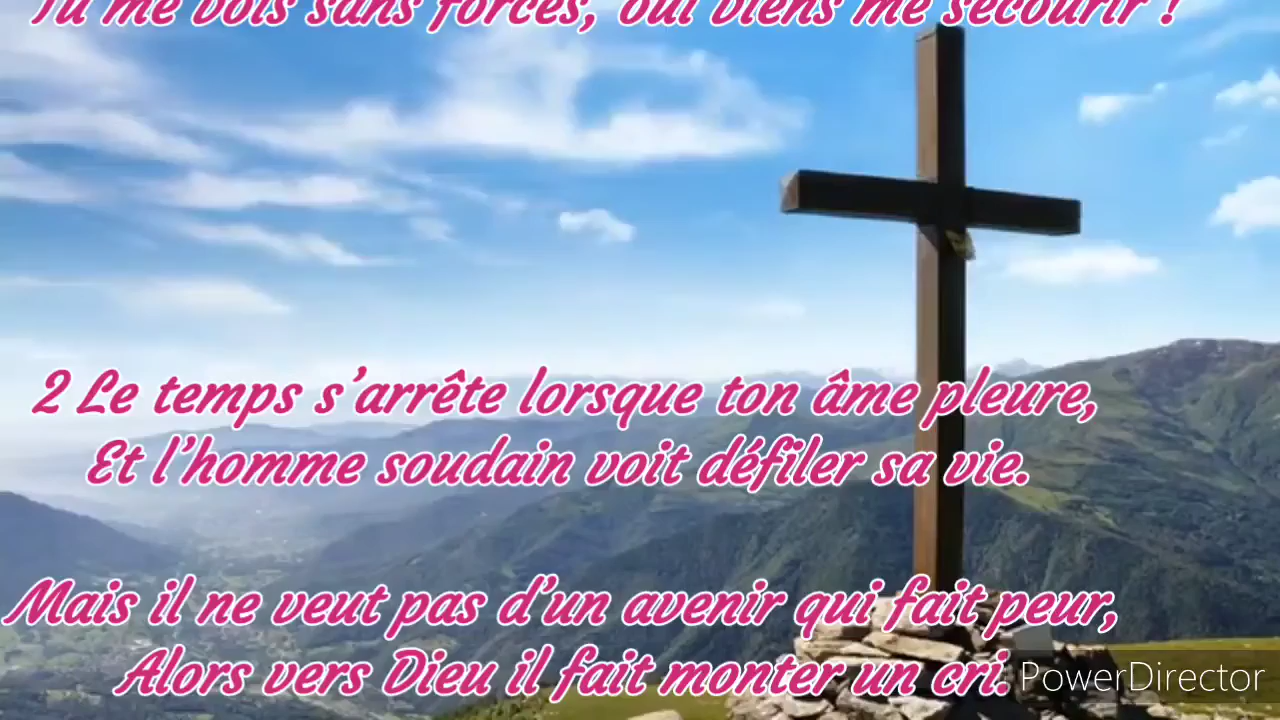 Tu me vois sans forces, oui viens me secourir !
2 Le temps s’arrête lorsque ton âme pleure,
Et l’homme soudain voit défiler sa vie.
Mais il ne veut pas d’un avenir qui fait peur,
Alors vers Dieu il fait monter un cri.
PowerDirector